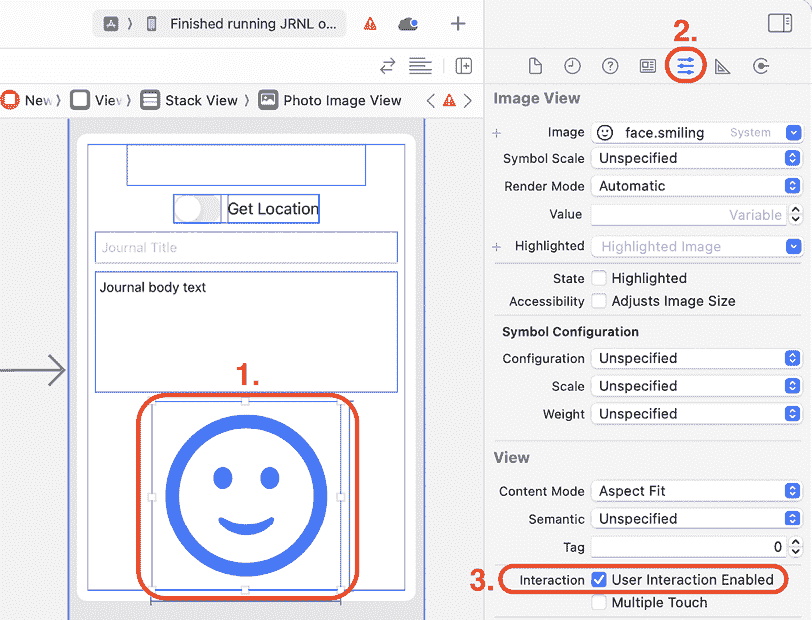 Finished running JRNL o...
2.
New
Viev
Stack View
Photo Image View
Image View
Image
face.smiling
System
Symbol Scale
Unspecified
Render Mode
Automatic
Value
Variable
Highlighted
Highlighted Image
State
Highlighted
Accessibility
Adjusts Image Size
Symbol Configuration
Configuration
Unspecified
Scale
Unspecified
Weight
Unspecified
View
Content Mode
Aspect Fit
Semantic
Unspecified
Tag
0
3.
Interaction
User Interaction Enabled
Multiple Touch
Get Location
Journal Title
Journal body text
1.